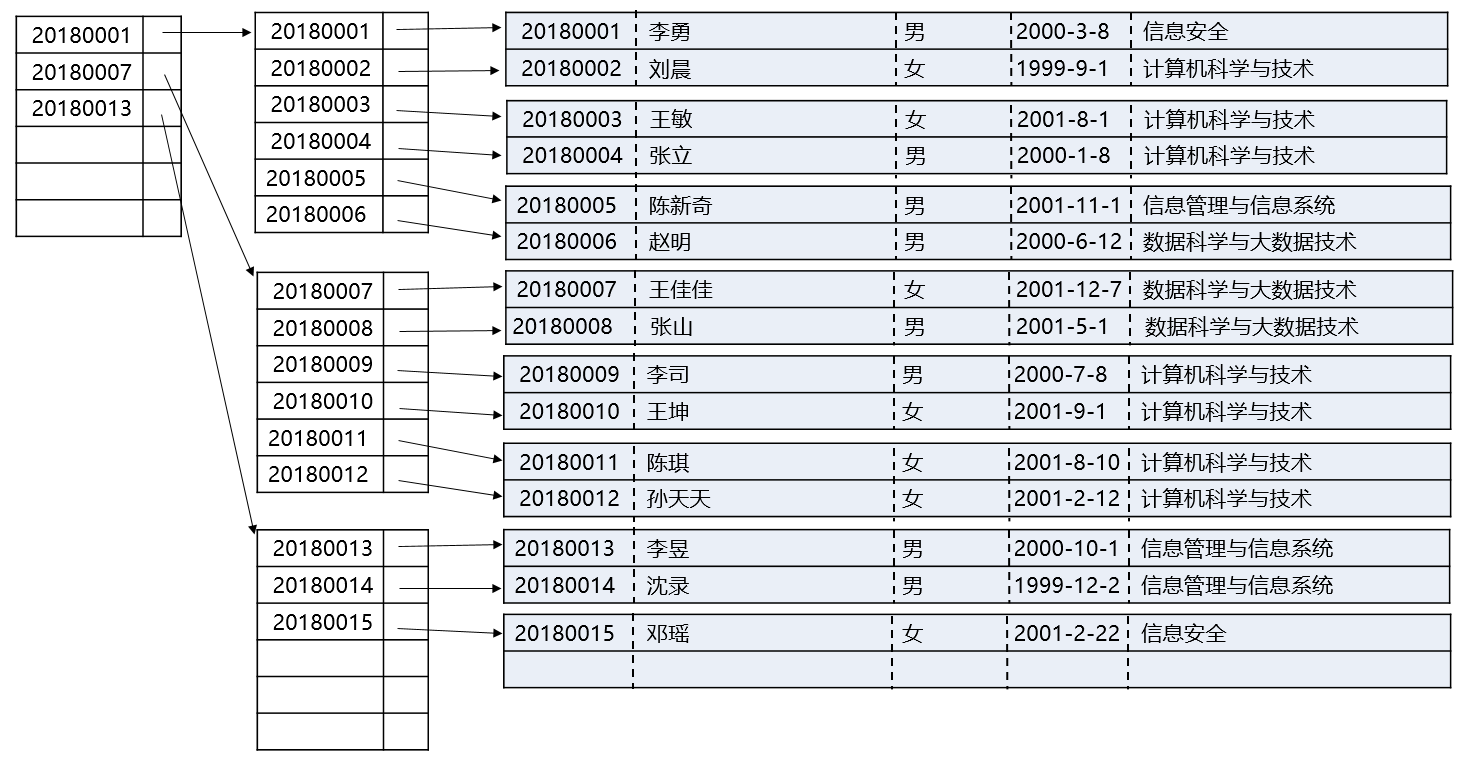 20180001
20180007
20180013
20180001
20180002
20180003
20180004
20180005
20180006
20180007
20180008
20180009
20180010
20180011
20180012
20180013
20180014
20180015
20180001 李勇 男 2000-3-8 信息安全
20180002 刘晨 女 1999-9-1 计算机科学与技术
20180003 王敏 女 2001-8-1 计算机科学与技术
20180004 张立 男 2000-1-8 计算机科学与技术
20180005 陈新奇 男 2001-11-1 信息管理与信息系统
20180006 赵明 男 2000-6-12 数据科学与大数据技术
20180007 王佳佳 女 2001-12-7 数据科学与大数据技术
20180008 张山 男 2001-5-1 数据科学与大数据技术
20180009 李司 男 2000-7-8 计算机科学与技术
20180010 王坤 女 2001-9-1 计算机科学与技术
20180011 陈琪 女 2001-8-10 计算机科学与技术
20180012 孙天天 女 2001-2-12 计算机科学与技术
20180013 李昱 男 2000-10-1 信息管理与信息系统
20180014 沈录 男 1999-12-2 信息管理与信息系统
20180015 邓瑶 女 2001-2-22 信息安全